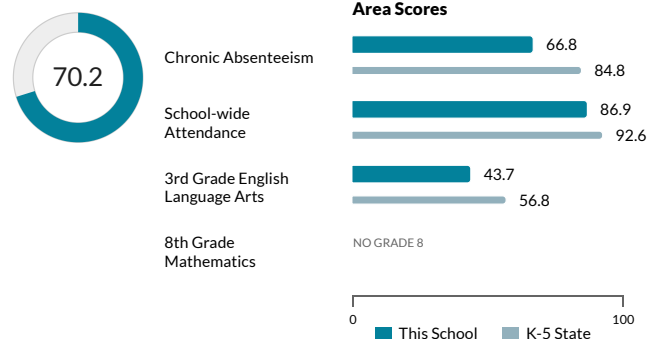 Area Scores
70.2
Chronic Absenteeism
66.8
84.8
School-wide
Attendance
86.9
92.6
3rd Grade English
Language Arts
43.7
56.8
8th Grade
Mathematics
NO GRADE 8
0
100
This School
K-5 State